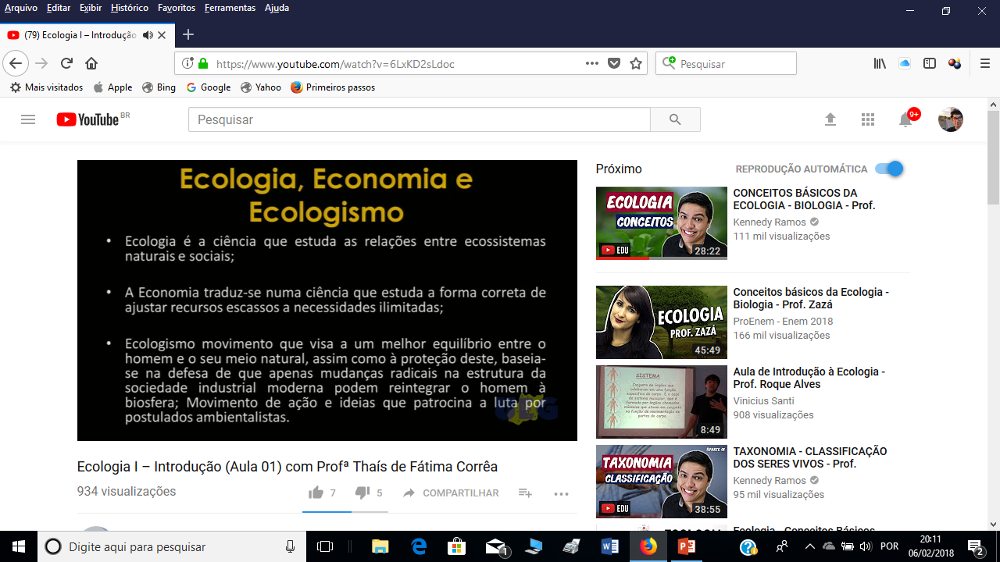 Arquivo Editar Exibir Histórico Favoritos Ferramentas Ajuda
(79) Ecologia I – Introdução
https://www.youtube.com/watch?v=6LxKD2sLdoc
Pesquisar
Mais visitados Apple Bing Google Yahoo Primeiros passos
YouTube BR
Pesquisar
9+
Ecologia, Economia e
Ecologismo
• Ecologia é a ciência que estuda as relações entre ecossistemas
naturais e sociais;
• A Economia traduz-se numa ciência que estuda a forma correta de
ajustar recursos escassos a necessidades ilimitadas;
• Ecologismo movimento que visa a um melhor equilíbrio entre o
homem e o seu meio natural, assim como à proteção deste, baseia-
se na defesa de que apenas mudanças radicais na estrutura da
sociedade industrial moderna podem reintegrar o homem à
biosfera; Movimento de ação e ideias que patrocina a luta por
postulados ambientalistas.
Ecologia I – Introdução (Aula 01) com Profª Thaís de Fátima Corrêa
934 visualizações
7 5 COMPARTILHAR
Próximo
REPRODUÇÃO AUTOMÁTICA
ECOLOGIA
CONCEITOS
EDU
28:22
CONCEITOS BÁSICOS DA
ECOLOGIA - BIOLOGIA - Prof.
Kennedy Ramos
111 mil visualizações
ECOLOGIA
PROF. ZAZÁ
45:49
Conceitos básicos da Ecologia -
Biologia - Prof. Zazá
ProEnem - Enem 2018
166 mil visualizações
SISTEMA
8:49
Aula de Introdução à Ecologia -
Prof. Roque Alves
Vinicius Santi
908 visualizações
#PARTE 01
TAXONOMIA
CLASSIFICAÇÃO
EDU
38:55
TAXONOMIA - CLASSIFICAÇÃO
DOS SERES VIVOS - Prof.
Kennedy Ramos
95 mil visualizações
Ecologia - Conceitos Básicos
Digite aqui para pesquisar
1
POR
20:11
06/02/2018
2